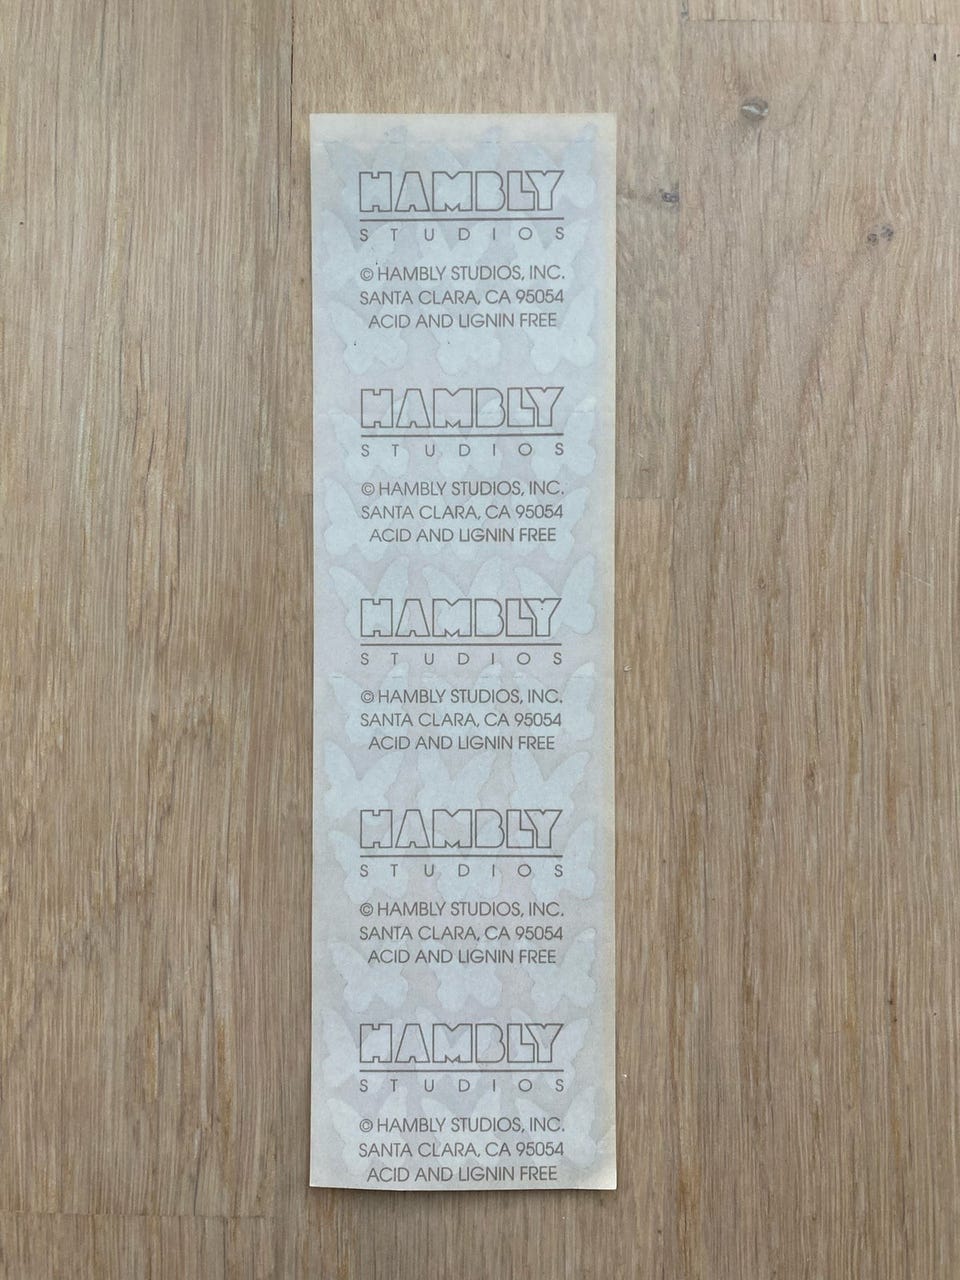 HAMBLY
STUDIOS
© HAMBLY STUDIOS, INC.
SANTA CLARA, CA 95054
ACID AND LIGNIN FREE
HAMBLY
STUDIOS
© HAMBLY STUDIOS, INC.
SANTA CLARA, CA 95054
ACID AND LIGNIN FREE
HAMBLY
STUDIOS
© HAMBLY STUDIOS, INC.
SANTA CLARA, CA 95054
ACID AND LIGNIN FREE
HAMBLY
STUDIOS
© HAMBLY STUDIOS, INC.
SANTA CLARA, CA 95054
ACID AND LIGNIN FREE
HAMBLY
STUDIOS
© HAMBLY STUDIOS, INC.
SANTA CLARA, CA 95054
ACID AND LIGNIN FREE